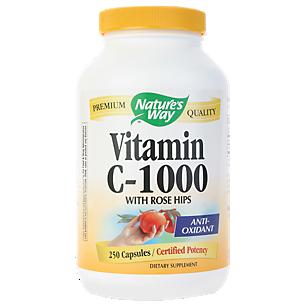 Nature's Way
PREMIUM QUALITY
Vitamin
C-1000
WITH ROSE HIPS
ANTI-
OXIDANT
250 Capsules / Certified Potency
DIETARY SUPPLEMENT